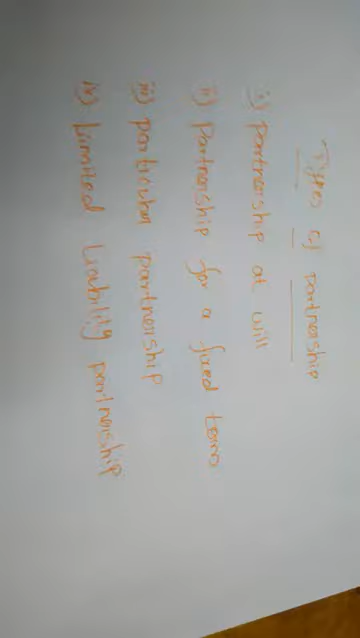 Types of partnership
i) Partnership at will
ii) Partnership for a fixed term
iii) particular partnership
iv) Limited Liability partnership